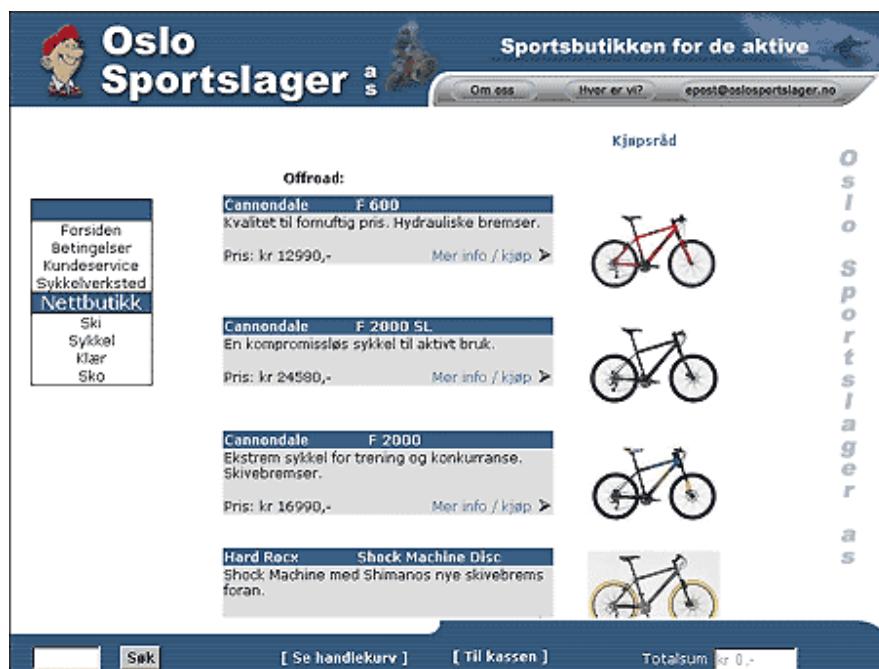 Oslo
Sportslager as
Sportsbutikken for de aktive
Om oss
Hvor er vi?
epost@oslosportslager.no
Kjøpsråd
Offroad:
Forsiden
Betingelser
Kundeservice
Sykkelverksted
Nettbutikk
Ski
Sykkel
Klær
Sko
Cannondale F 600
Kvalitet til fornuftig pris. Hydrauliske bremser.
Pris: kr 12990,-
Mer info / kjøp
Cannondale F 2000 SL
En kompromissløs sykkel til aktivt bruk.
Pris: kr 24580,-
Mer info / kjøp
Cannondale F 2000
Ekstrem sykkel for trening og konkurranse.
Skivebremser.
Pris: kr 16990,-
Mer info / kjøp
Hard Rocx Shock Machine Disc
Shock Machine med Shimanos nye skivebrems
foran.
Oslo Sportslager as
Søk
[ Se handlekurv ]
[ Til kassen ]
Totalsum kr 0,-